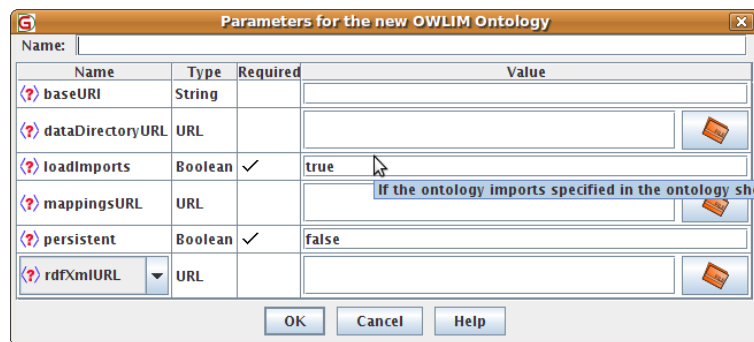 Parameters for the new OWLIM Ontology
Name:
Name Type Required Value
<?> baseURI String
<?> dataDirectoryURL URL
<?> loadImports Boolean ✓ true
If the ontology imports specified in the ontology sh
<?> mappingsURL URL
<?> persistent Boolean ✓ false
<?> rdfXmlURL URL
OK Cancel Help